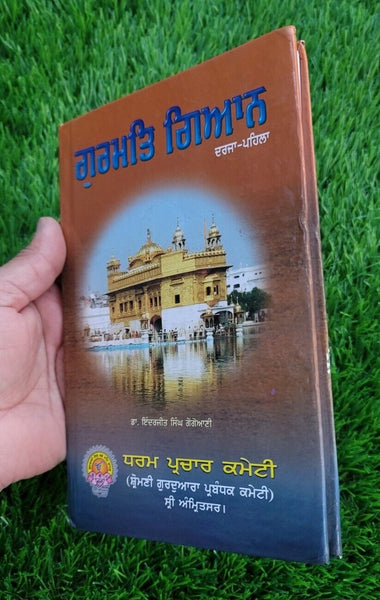 ਗੁਰਮਤਿ ਗਿਆਨ
ਦਰਜਾ-ਪਹਿਲਾ
ਡਾ. ਇੰਦਰਜੀਤ ਸਿੰਘ ਗੋਗੋਆਣੀ
ਧਰਮ ਪ੍ਰਚਾਰ ਕਮੇਟੀ
(ਸ਼੍ਰੋਮਣੀ ਗੁਰਦੁਆਰਾ ਪ੍ਰਬੰਧਕ ਕਮੇਟੀ)
ਸ੍ਰੀ ਅੰਮ੍ਰਿਤਸਰ।